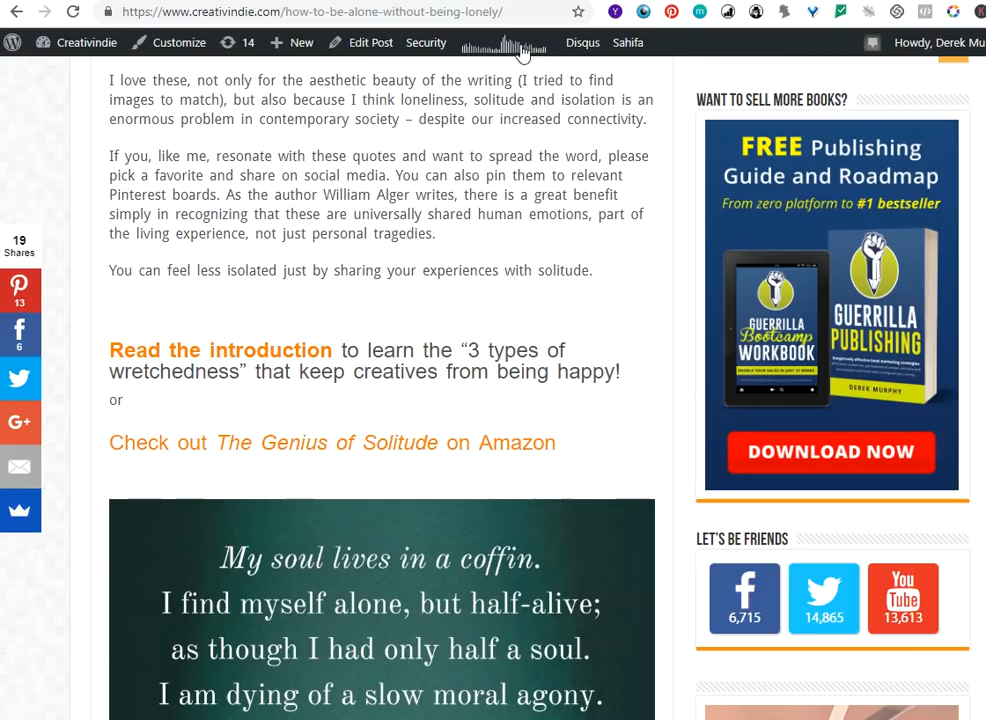 https://www.creativindie.com/how-to-be-alone-without-being-lonely/
Creativindie Customize 14 New Edit Post Security Disqus Sahifa Howdy, Derek Mu
I love these, not only for the aesthetic beauty of the writing (I tried to find
images to match), but also because I think loneliness, solitude and isolation is an
enormous problem in contemporary society – despite our increased connectivity.
If you, like me, resonate with these quotes and want to spread the word, please
pick a favorite and share on social media. You can also pin them to relevant
Pinterest boards. As the author William Alger writes, there is a great benefit
simply in recognizing that these are universally shared human emotions, part of
the living experience, not just personal tragedies.
You can feel less isolated just by sharing your experiences with solitude.
Read the introduction to learn the “3 types of
wretchedness” that keep creatives from being happy!
or
Check out The Genius of Solitude on Amazon
My soul lives in a coffin.
I find myself alone, but half-alive;
as though I had only half a soul.
I am dying of a slow moral agony.
19
Shares
13
6
G+
WANT TO SELL MORE BOOKS?
FREE Publishing
Guide and Roadmap
From zero platform to #1 bestseller
GUERRILLA
Bootcamp
WORKBOOK
DOUBLE YOUR SALES IN JUST 12 WEEKS
GUERRILLA
PUBLISHING
DEREK MURPHY
DOWNLOAD NOW
LET'S BE FRIENDS
6,715
14,865
You
Tube
13,613